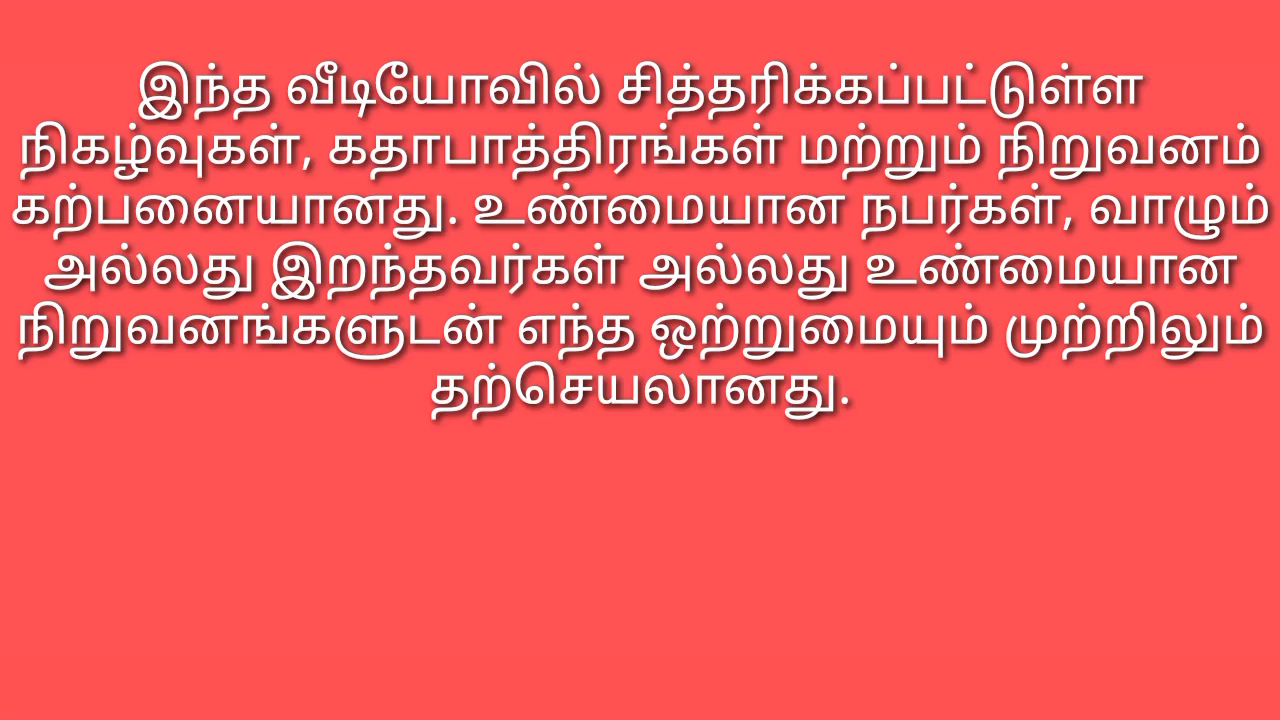 இந்த வீடியோவில் சித்தரிக்கப்பட்டுள்ள
நிகழ்வுகள், கதாபாத்திரங்கள் மற்றும் நிறுவனம்
கற்பனையானது. உண்மையான நபர்கள், வாழும்
அல்லது இறந்தவர்கள் அல்லது உண்மையான
நிறுவனங்களுடன் எந்த ஒற்றுமையும் முற்றிலும்
தற்செயலானது.